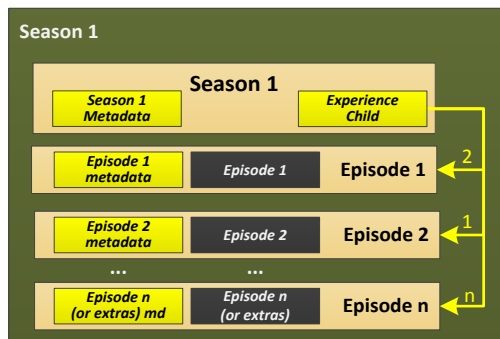 Season 1
Season 1
Season 1
Metadata
Experience
Child
Episode 1
metadata
Episode 1
Episode 1
2
Episode 2
metadata
Episode 2
Episode 2
1
... ...
Episode n
(or extras) md
Episode n
(or extras)
Episode n
n